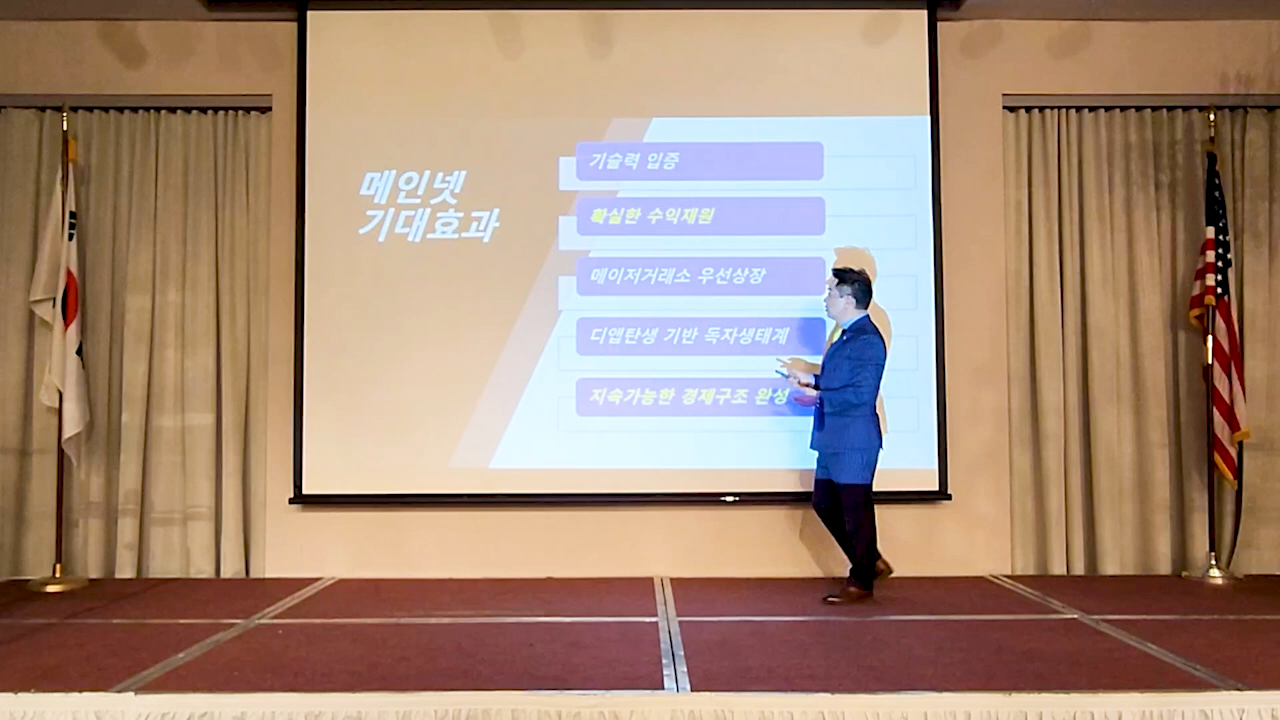 메인넷
기대효과
기술력 입증
확실한 수익재원
메이저거래소 우선상장
디앱탄생 기반 독자생태계
지속가능한 경제구조 완성